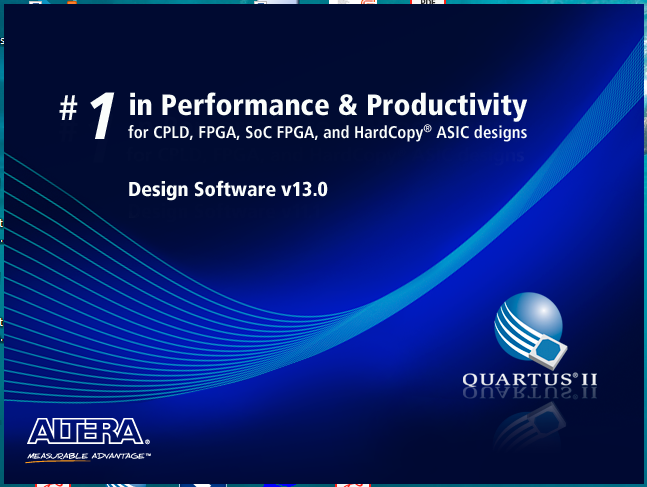 PDF
# 1 in Performance & Productivity
for CPLD, FPGA, SoC FPGA, and HardCopy® ASIC designs
Design Software v13.0
QUARTUS® II
ALTERA®
MEASURABLE ADVANTAGE™